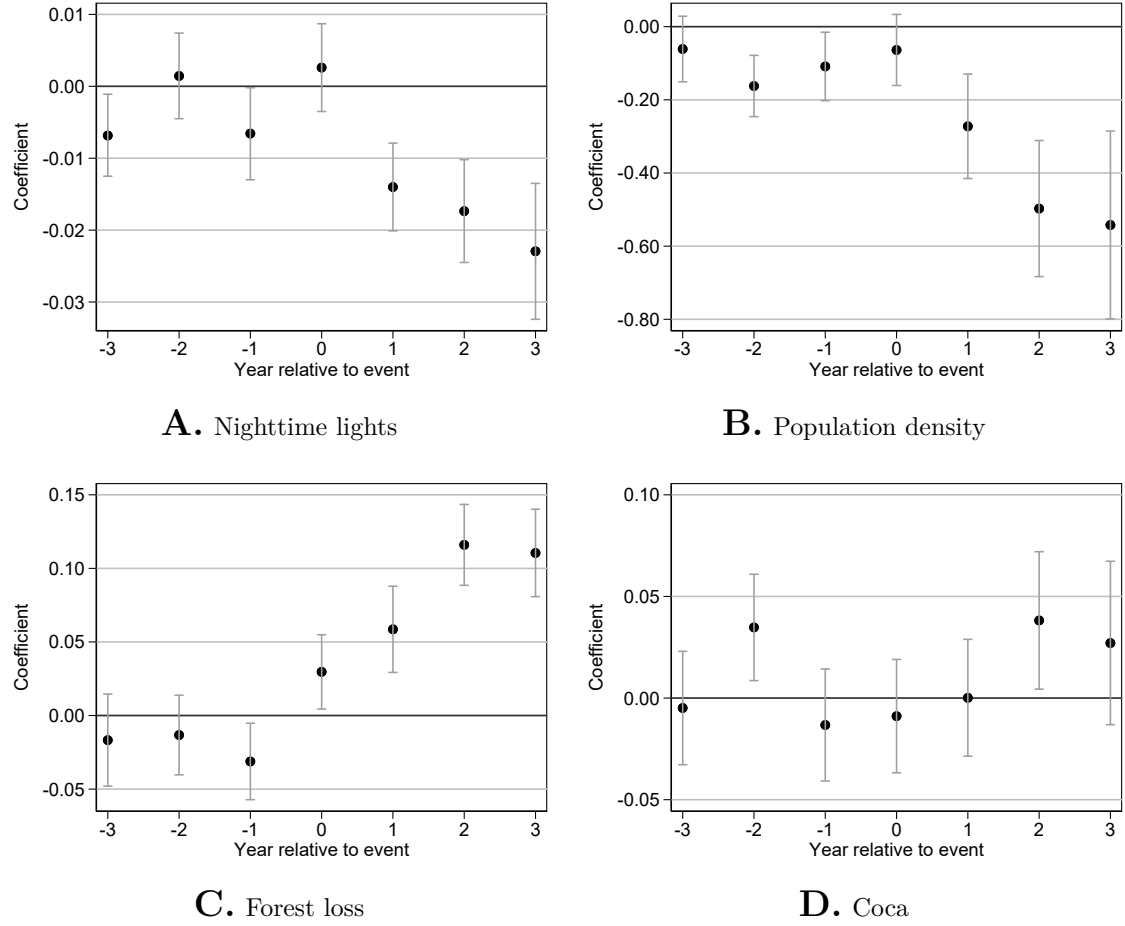 0.01
0.00
-0.01
-0.02
-0.03
Coefficient
-3 -2 -1 0 1 2 3
Year relative to event
A. Nighttime lights
0.00
-0.20
-0.40
-0.60
-0.80
Coefficient
-3 -2 -1 0 1 2 3
Year relative to event
B. Population density
0.15
0.10
0.05
0.00
-0.05
Coefficient
-3 -2 -1 0 1 2 3
Year relative to event
C. Forest loss
0.10
0.05
0.00
-0.05
Coefficient
-3 -2 -1 0 1 2 3
Year relative to event
D. Coca